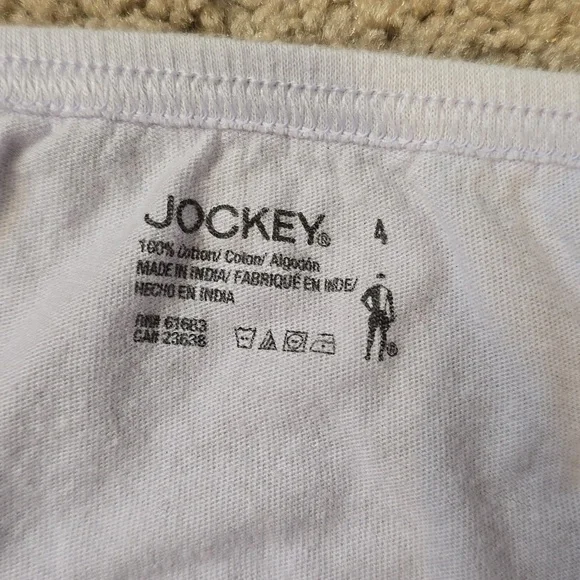 JOCKEY® 4
100% Cotton/ Coton/ Algodón
MADE IN INDIA/ FABRIQUÉ EN INDE/
HECHO EN INDIA
RN# 61683
CA# 23638
®